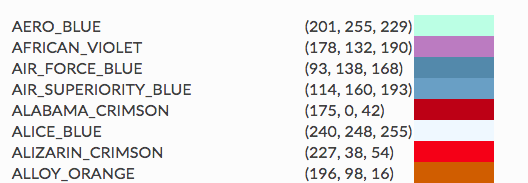 AERO_BLUE (201, 255, 229)
AFRICAN_VIOLET (178, 132, 190)
AIR_FORCE_BLUE (93, 138, 168)
AIR_SUPERIORITY_BLUE (114, 160, 193)
ALABAMA_CRIMSON (175, 0, 42)
ALICE_BLUE (240, 248, 255)
ALIZARIN_CRIMSON (227, 38, 54)
ALLOY_ORANGE (196, 98, 16)